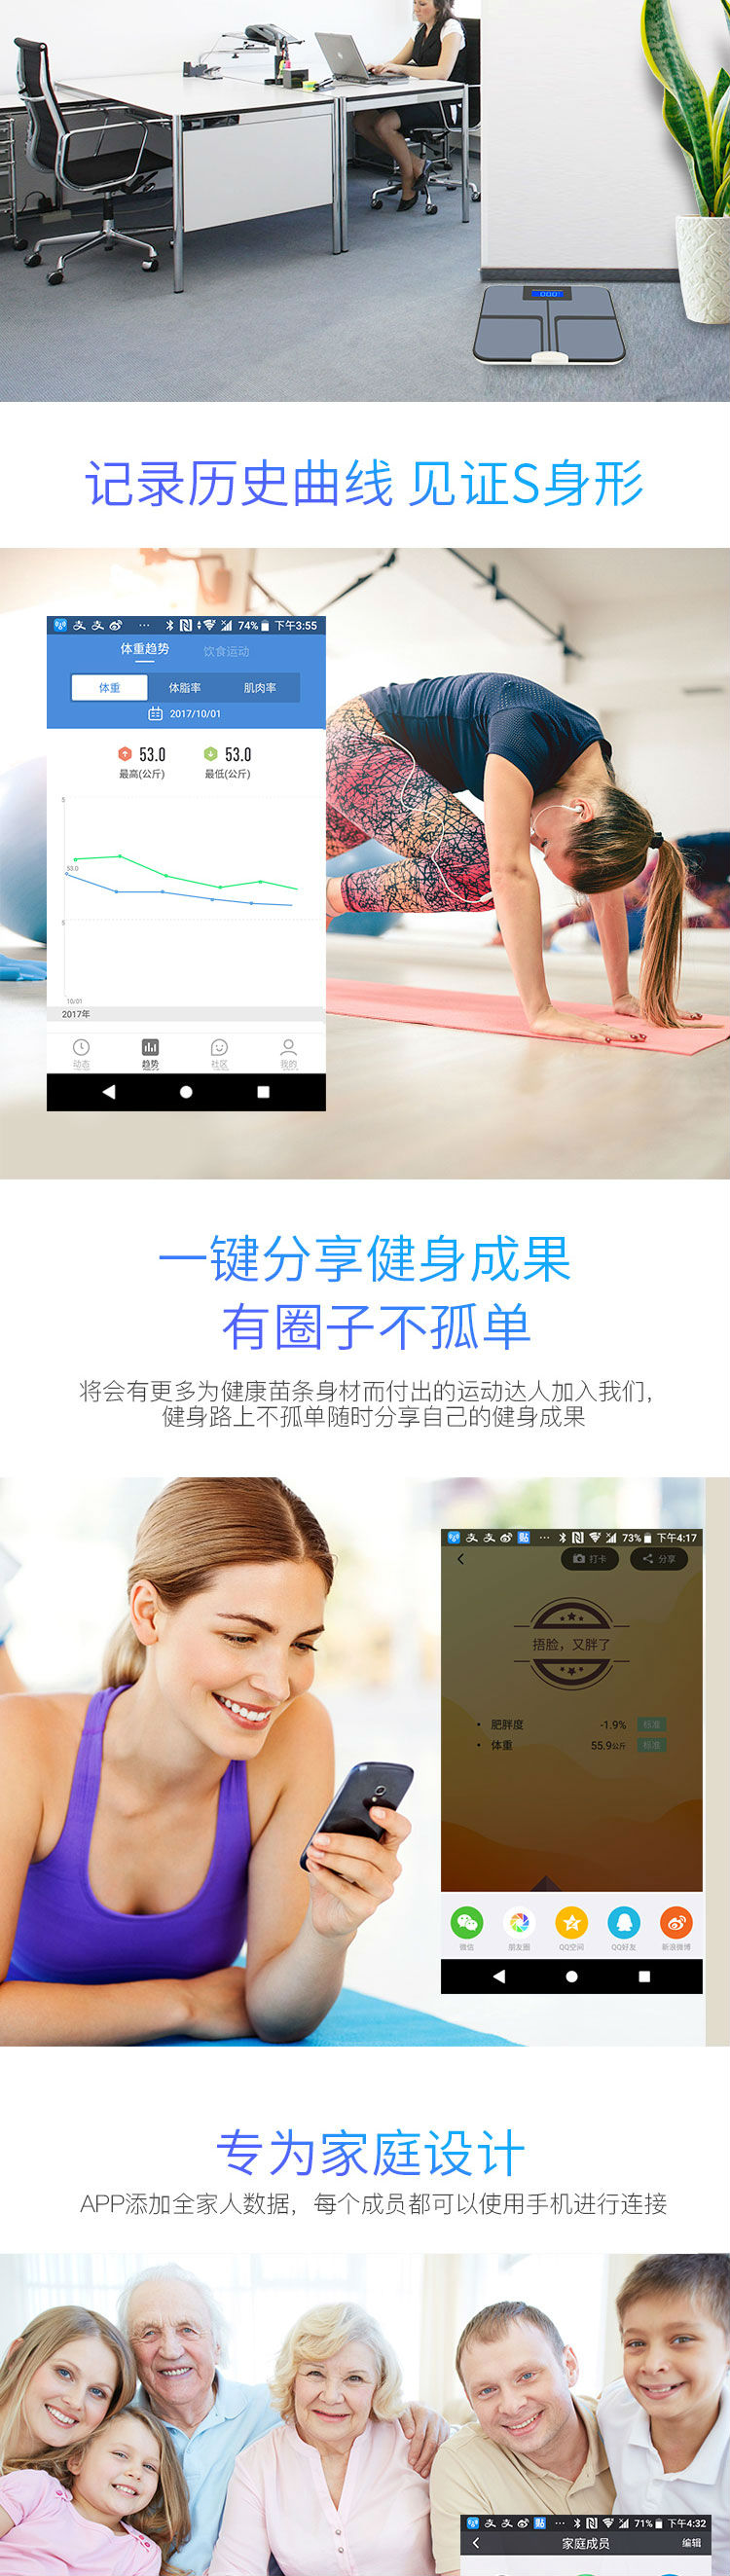 000
记录历史曲线 见证S身形
74% 下午3:55
体重趋势 饮食运动
体重 体脂率 肌肉率
2017/10/01
53.0 53.0
最高(公斤) 最低(公斤)
5
53.0
5
10/01
2017年
动态 趋势 社区 我的
一键分享健身成果
有圈子不孤单
将会有更多为健康苗条身材而付出的运动达人加入我们，
健身路上不孤单随时分享自己的健身成果
73% 下午4:17
打卡 分享
捂脸，又胖了
肥胖度 -1.9% 标准
体重 55.9公斤 标准
微信 朋友圈 QQ空间 QQ好友 新浪微博
专为家庭设计
APP添加全家人数据，每个成员都可以使用手机进行连接
71% 下午4:32
家庭成员 编辑